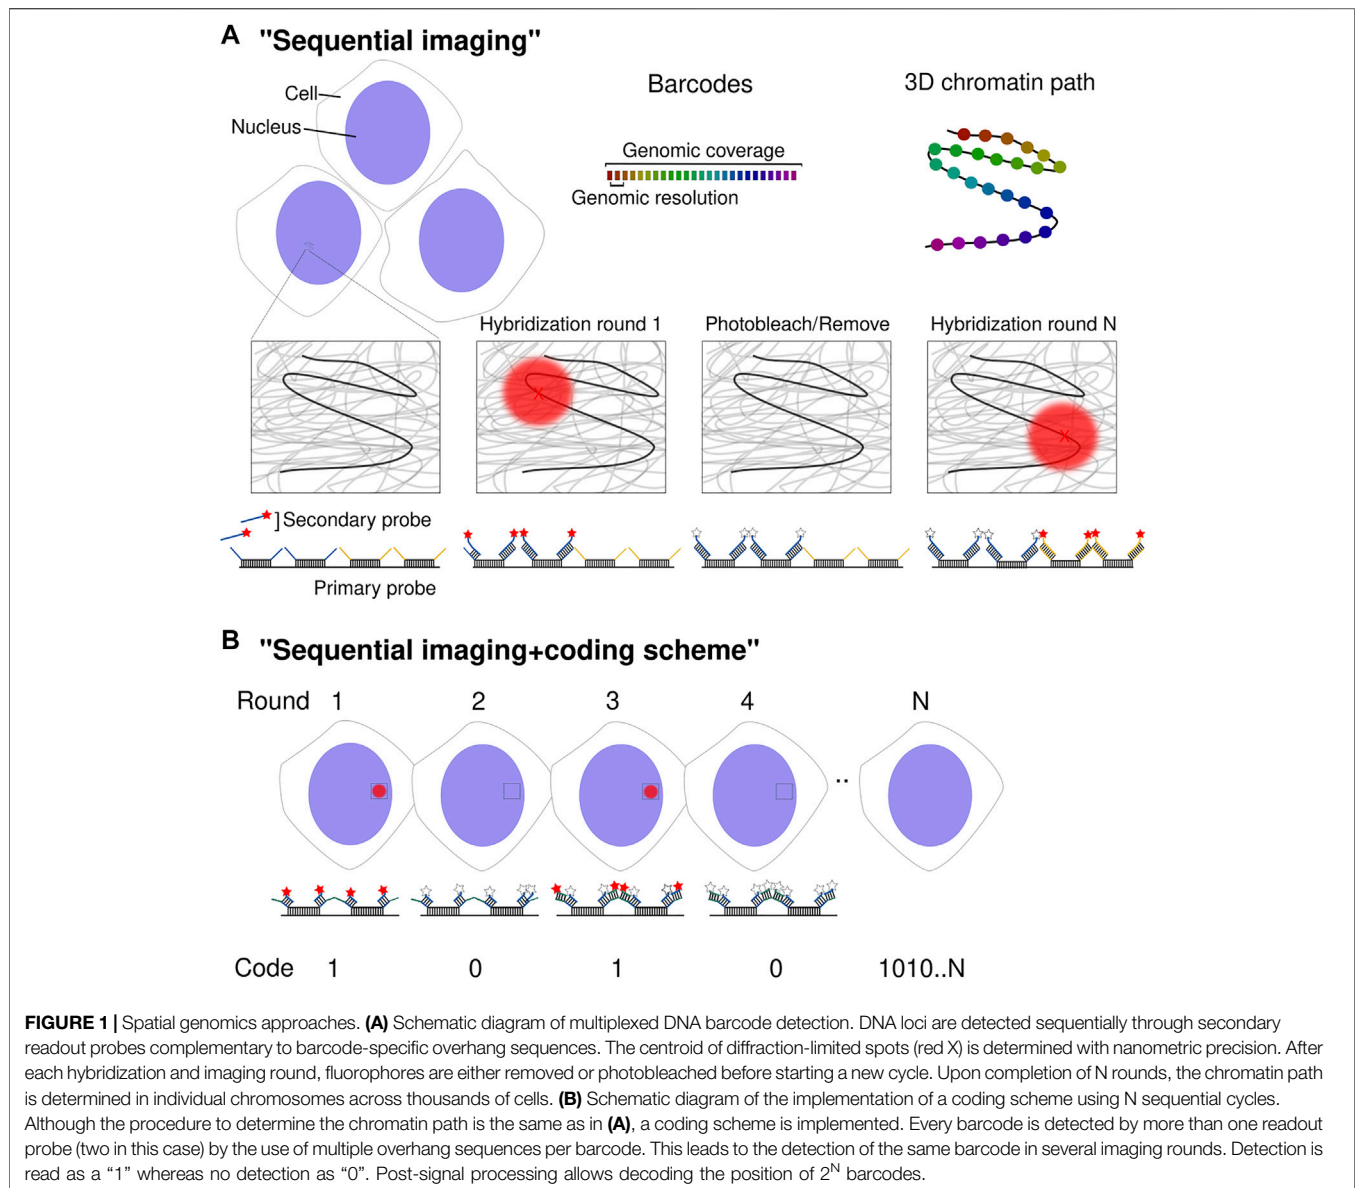 A "Sequential imaging"
Cell
Nucleus
Barcodes
Genomic coverage
Genomic resolution
3D chromatin path
Hybridization round 1
Photobleach/Remove
Hybridization round N
X
X
Secondary probe
Primary probe
B "Sequential imaging+coding scheme"
Round 1 2 3 4 N
..
Code 1 0 1 0 1010..N
FIGURE 1 | Spatial genomics approaches. (A) Schematic diagram of multiplexed DNA barcode detection. DNA loci are detected sequentially through secondary
readout probes complementary to barcode-specific overhang sequences. The centroid of diffraction-limited spots (red X) is determined with nanometric precision. After
each hybridization and imaging round, fluorophores are either removed or photobleached before starting a new cycle. Upon completion of N rounds, the chromatin path
is determined in individual chromosomes across thousands of cells. (B) Schematic diagram of the implementation of a coding scheme using N sequential cycles.
Although the procedure to determine the chromatin path is the same as in (A), a coding scheme is implemented. Every barcode is detected by more than one readout
probe (two in this case) by the use of multiple overhang sequences per barcode. This leads to the detection of the same barcode in several imaging rounds. Detection is
read as a “1” whereas no detection as “0”. Post-signal processing allows decoding the position of 2^N barcodes.